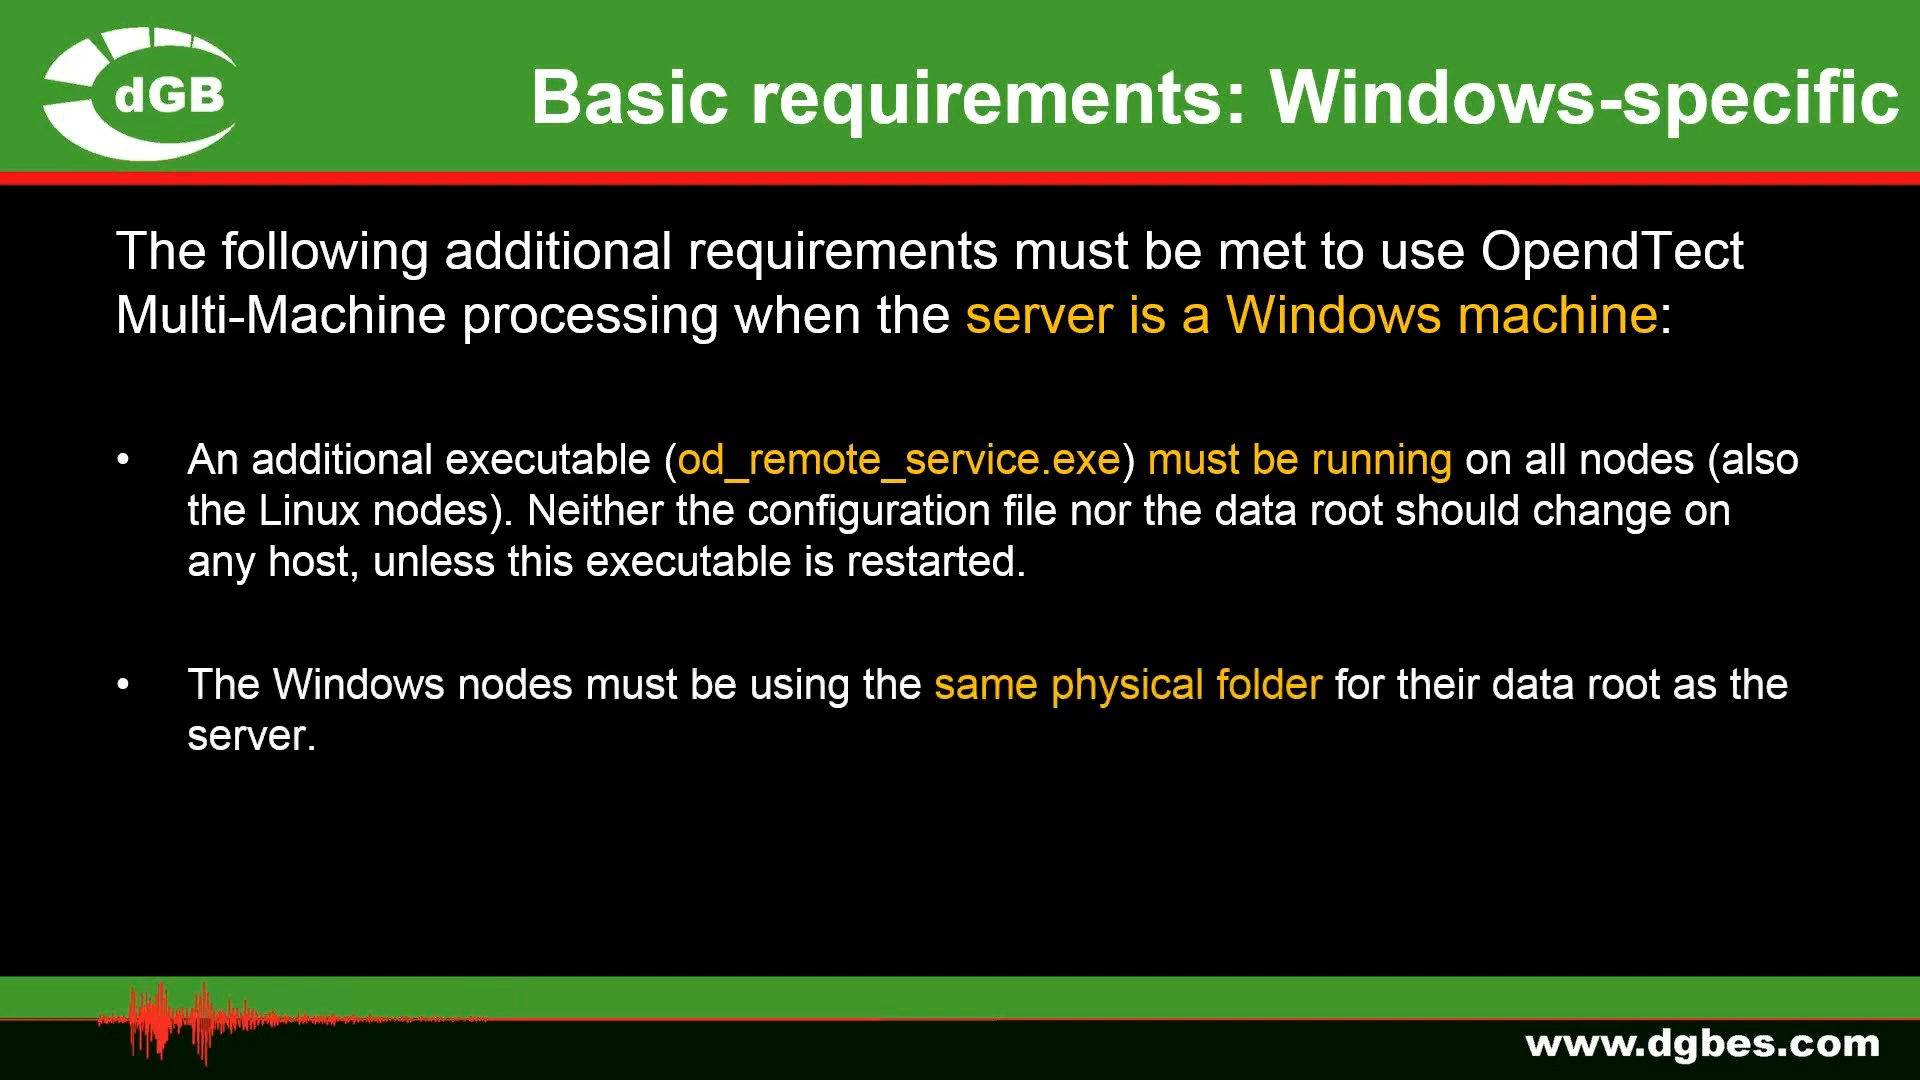 dGB
Basic requirements: Windows-specific
The following additional requirements must be met to use OpendTect
Multi-Machine processing when the server is a Windows machine:
• An additional executable (od_remote_service.exe) must be running on all nodes (also
the Linux nodes). Neither the configuration file nor the data root should change on
any host, unless this executable is restarted.
• The Windows nodes must be using the same physical folder for their data root as the
server.
www.dgbes.com